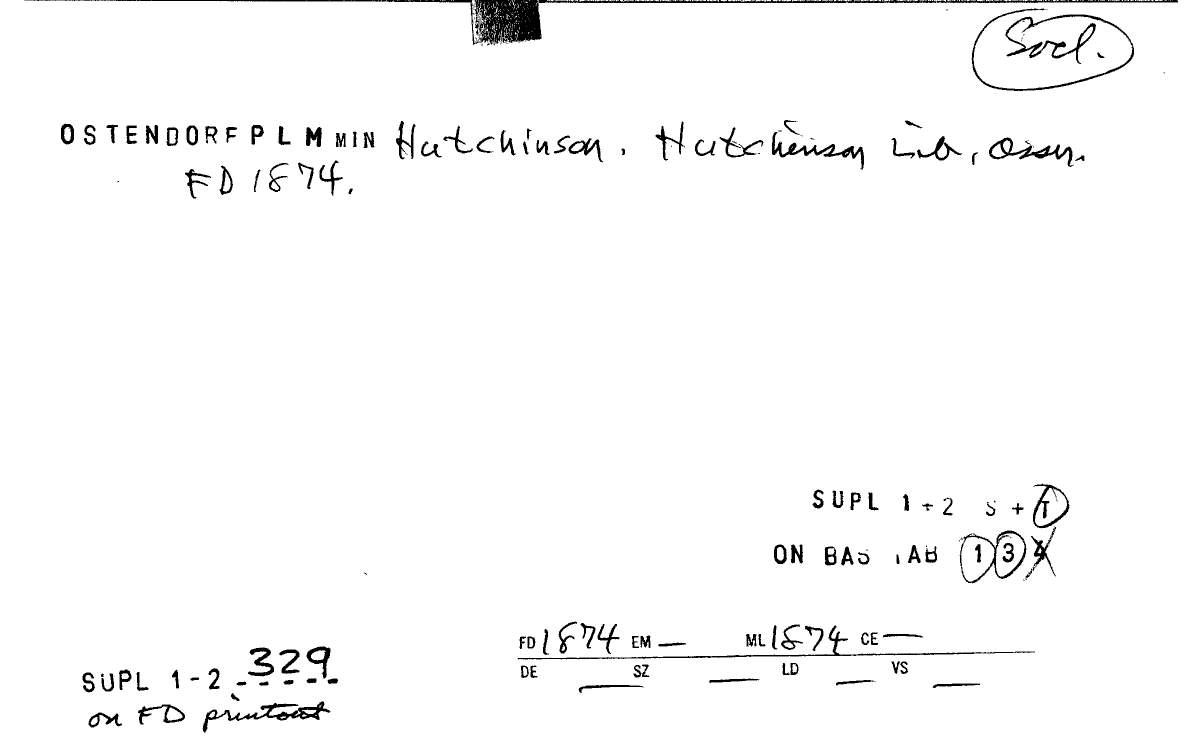 Socl.
OSTENDORF P L M MIN Hutchinson. Hutchinson Lib, Assn.
FD 1874.
SUPL 1-2 S + T
ON BAS TAB 1 3 4
FD 1874 EM — ML 1874 CE —
DE SZ LD VS
SUPL 1-2 329
on FD printout